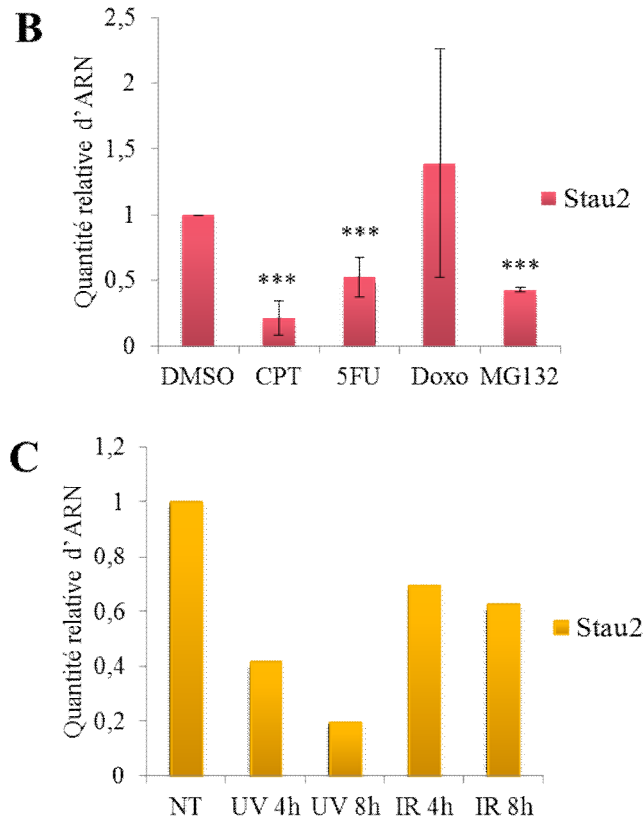 B
Quantité relative d'ARN
2,5
2
1,5
1
0,5
0
***
***
***
DMSO CPT 5FU Doxo MG132
Stau2
C
Quantité relative d'ARN
1,2
1
0,8
0,6
0,4
0,2
0
NT UV 4h UV 8h IR 4h IR 8h
Stau2